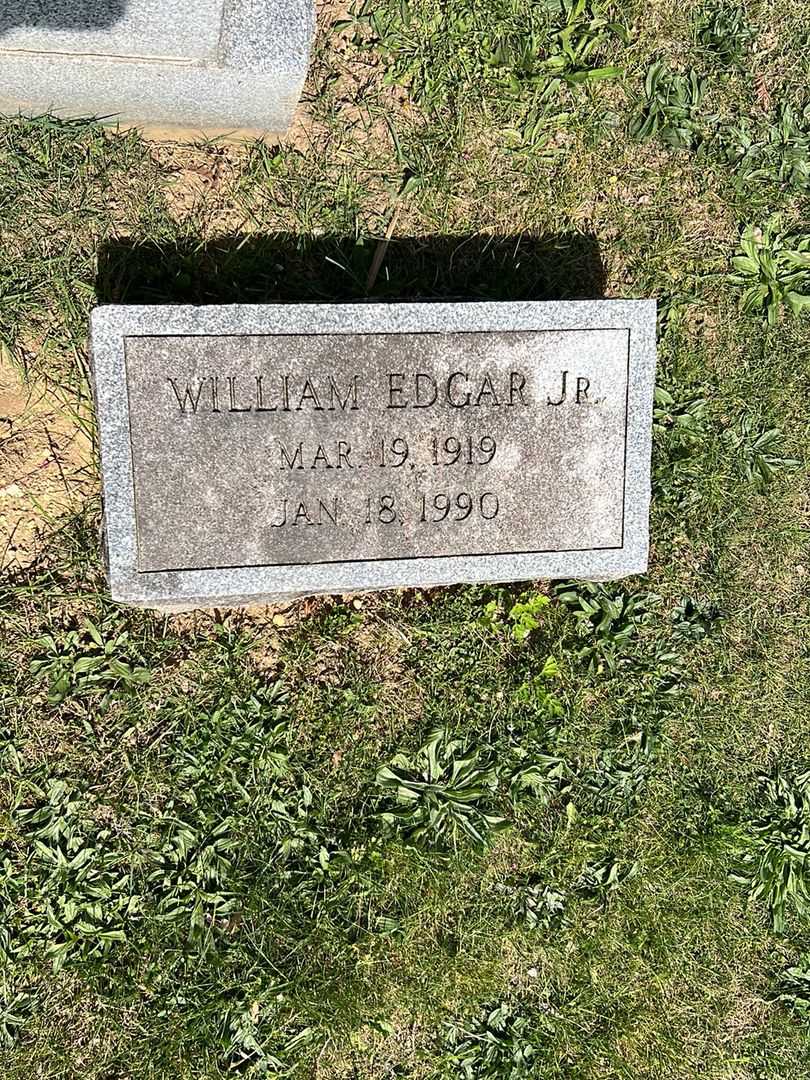 WILLIAM EDGAR JR.
MAR. 19, 1919
JAN. 18, 1990